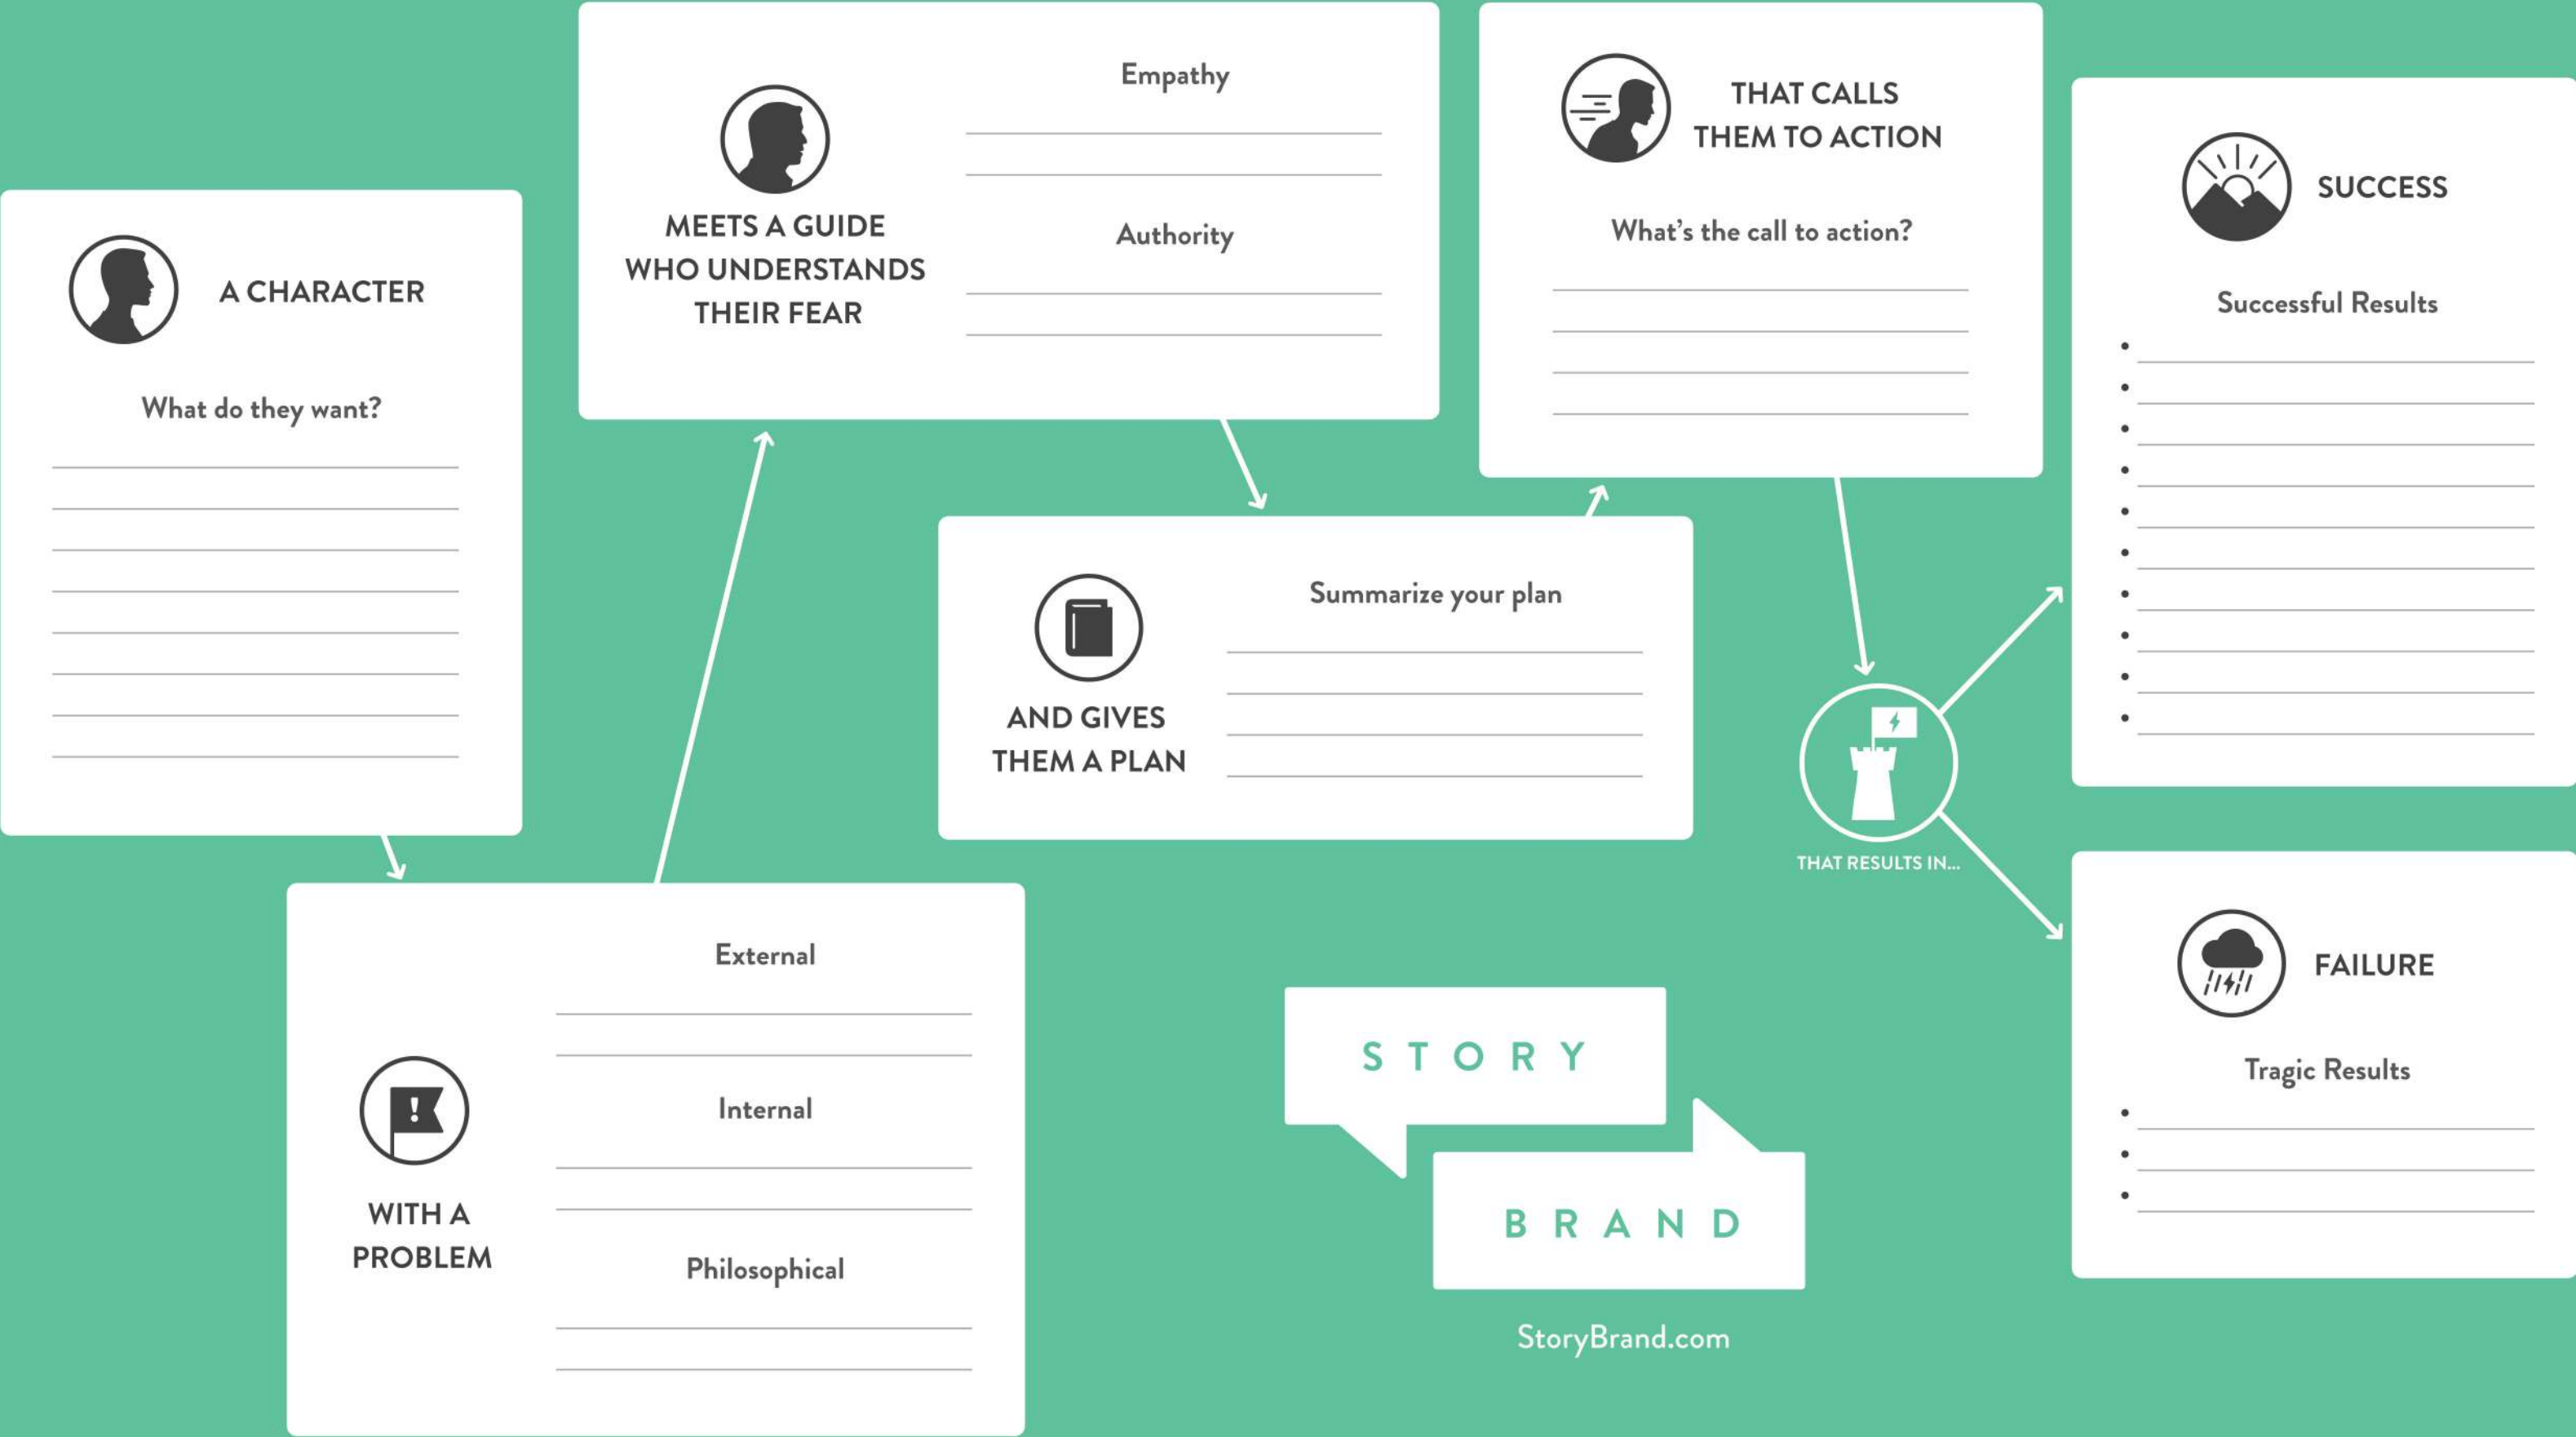 A CHARACTER
What do they want?
WITH A
PROBLEM
External
Internal
Philosophical
MEETS A GUIDE
WHO UNDERSTANDS
THEIR FEAR
Empathy
Authority
AND GIVES
THEM A PLAN
Summarize your plan
THAT CALLS
THEM TO ACTION
What's the call to action?
THAT RESULTS IN...
SUCCESS
Successful Results
FAILURE
Tragic Results
STORY
BRAND
StoryBrand.com